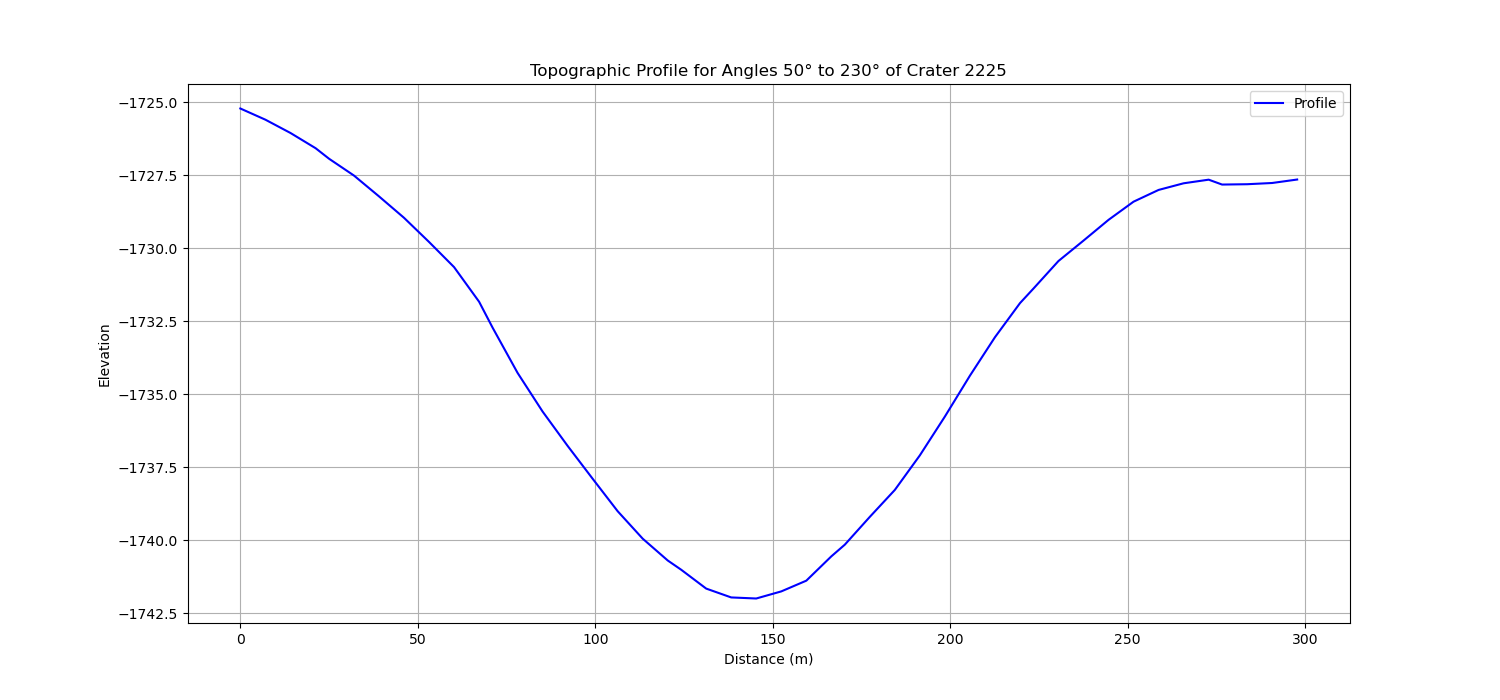 Topographic Profile for Angles 50° to 230° of Crater 2225
Profile
Elevation
−1725.0
−1727.5
−1730.0
−1732.5
−1735.0
−1737.5
−1740.0
−1742.5
0 50 100 150 200 250 300
Distance (m)